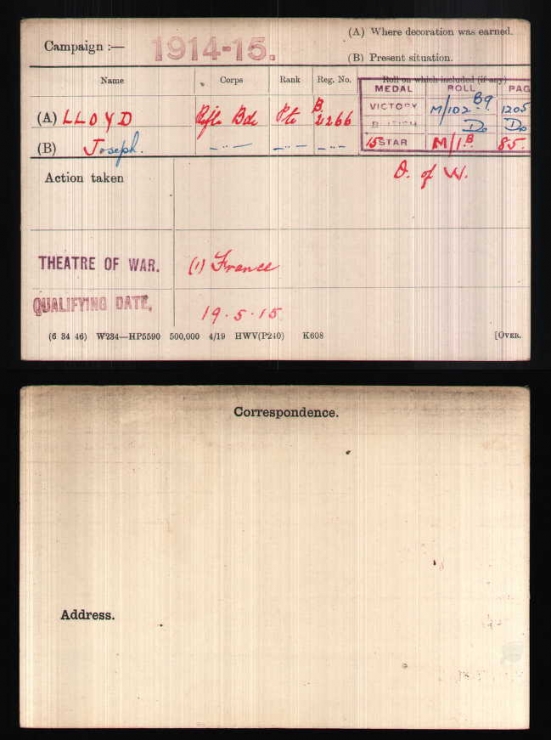 (A) Where decoration was earned.
Campaign :— 1914-15.
(B) Present situation.
Name Corps Rank Reg. No. Roll on which included (if any)
MEDAL ROLL PAG
(A) LLOYD Rifle Bde Pte B 2266
VICTORY M/102 B9 1205
BRITISH Do Do
(B) Joseph. — " — — " — — " —
15 STAR M/1 B 85.
Action taken D. of W.
THEATRE OF WAR. (1) France
QUALIFYING DATE. 19.5.15
(6 34 46) W234—HP5590 500,000 4/19 HWV(P240) K608 [OVER.
Correspondence.
Address.